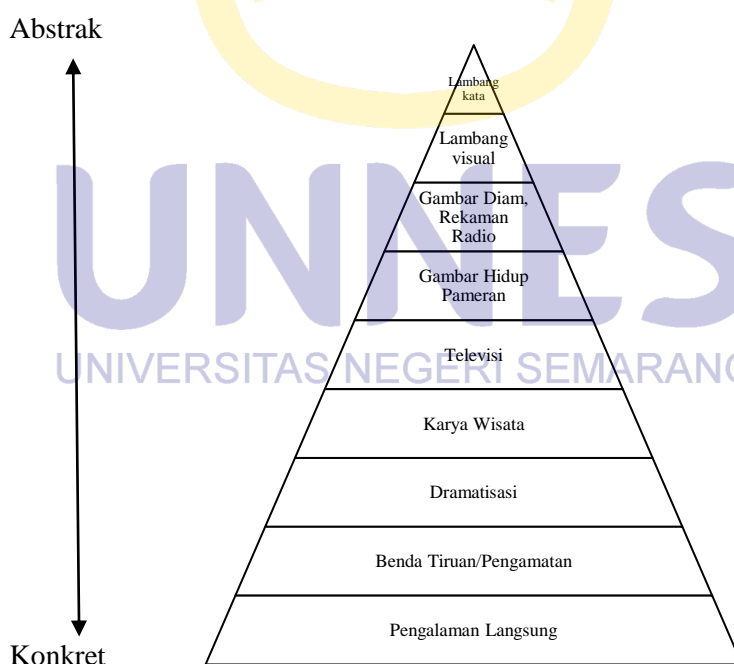 Abstrak
Lambang
kata
Lambang
visual
Gambar Diam,
Rekaman
Radio
Gambar Hidup
Pameran
Televisi
UNNES
UNIVERSITAS NEGERI SEMARANG
Karya Wisata
Dramatisasi
Benda Tiruan/Pengamatan
Pengalaman Langsung
Konkret